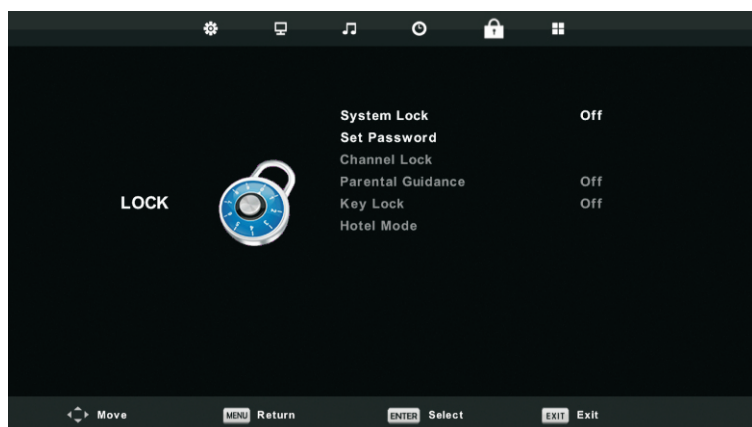 System Lock Off
Set Password
Channel Lock
Parental Guidance Off
LOCK
Key Lock Off
Hotel Mode
Move MENU Return ENTER Select EXIT Exit